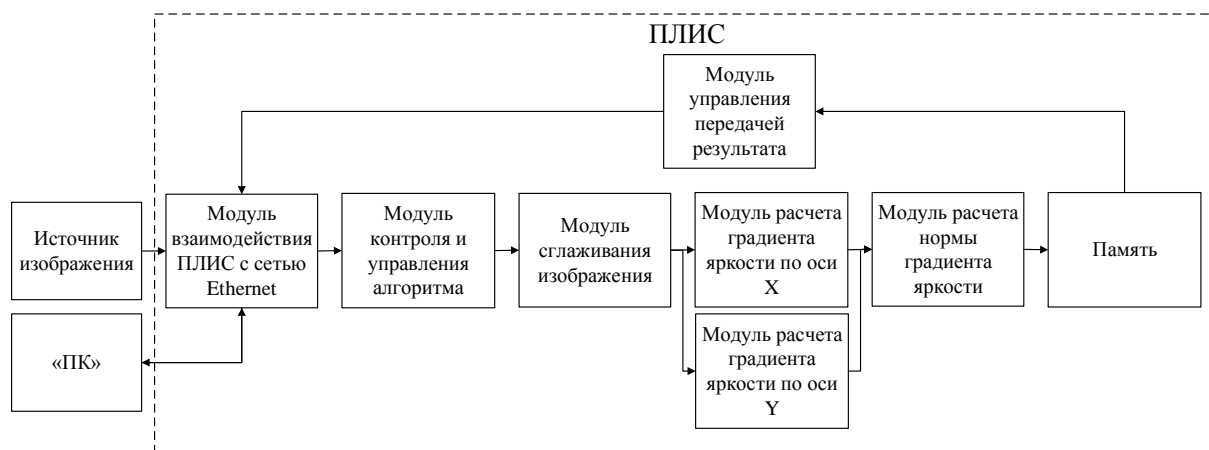 ПЛИС
Модуль
управления
передачей
результата
Источник
изображения
Модуль
взаимодействия
ПЛИС с сетью
Ethernet
Модуль
контроля и
управления
алгоритма
Модуль
сглаживания
изображения
Модуль расчета
градиента
яркости по оси
X
Модуль расчета
нормы
градиента
яркости
Память
«ПК»
Модуль расчета
градиента
яркости по оси
Y